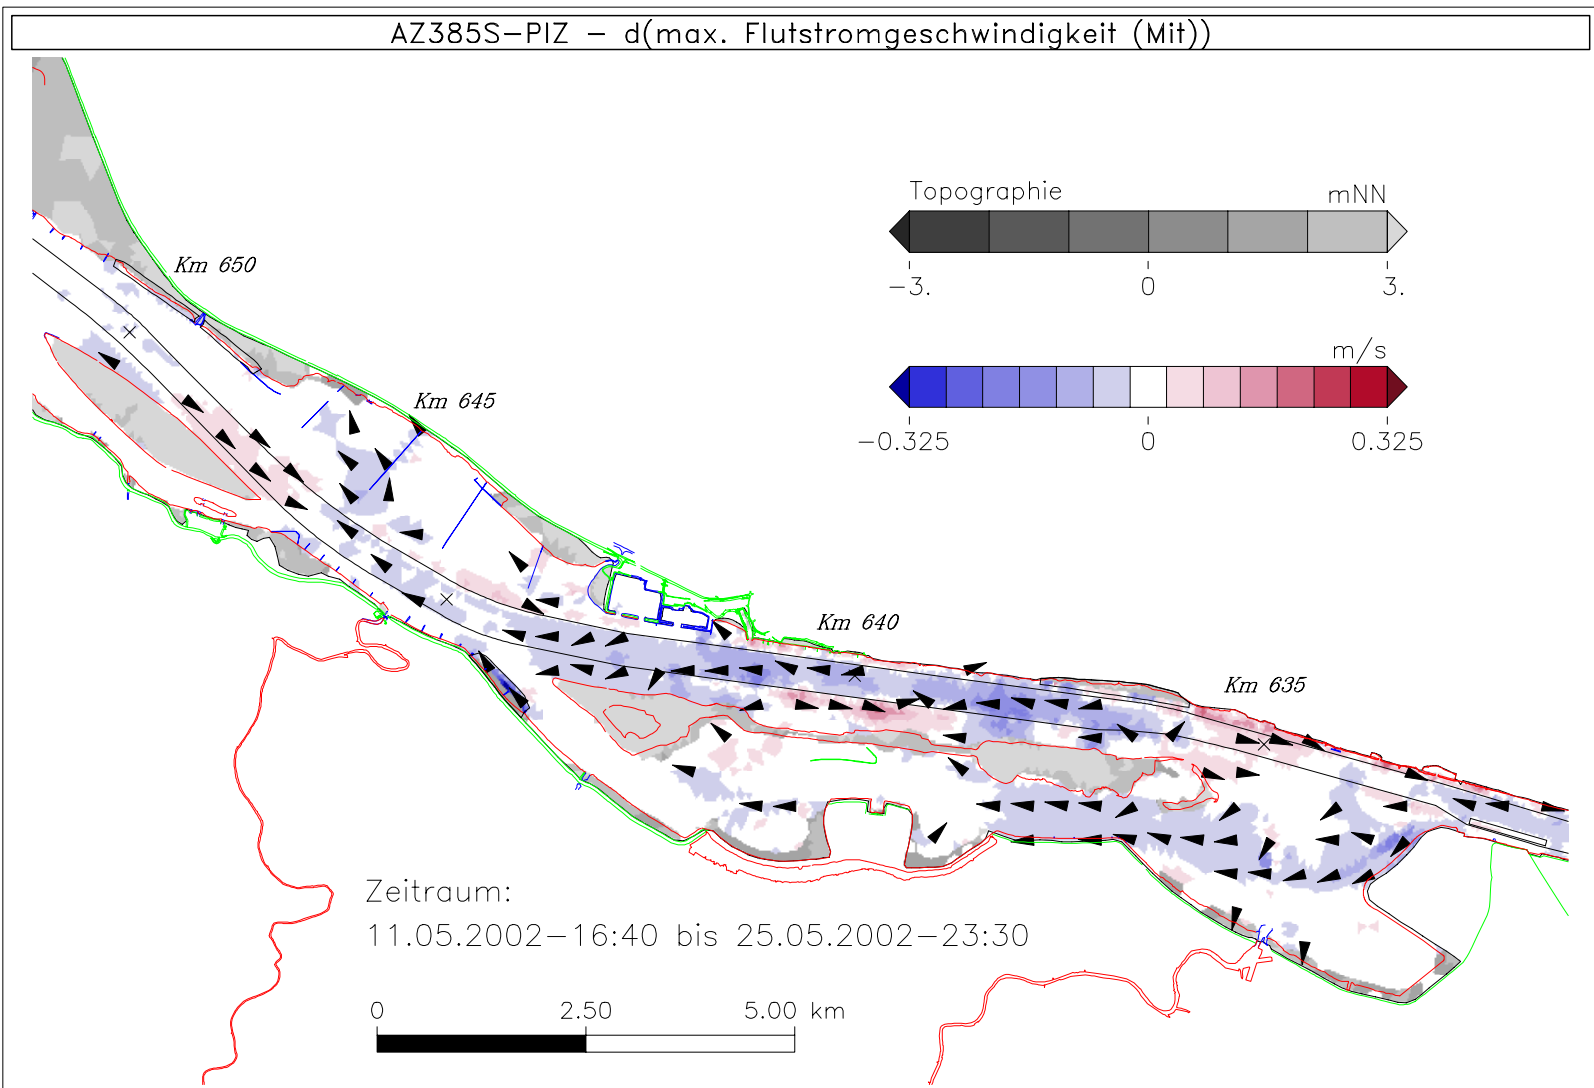 AZ385S-PIZ - d(max. Flutstromgeschwindigkeit (Mit))
Topographie mNN
-3. 0 3.
m/s
-0.325 0 0.325
Km 650
Km 645
Km 640
Km 635
Zeitraum:
11.05.2002-16:40 bis 25.05.2002-23:30
0 2.50 5.00 km